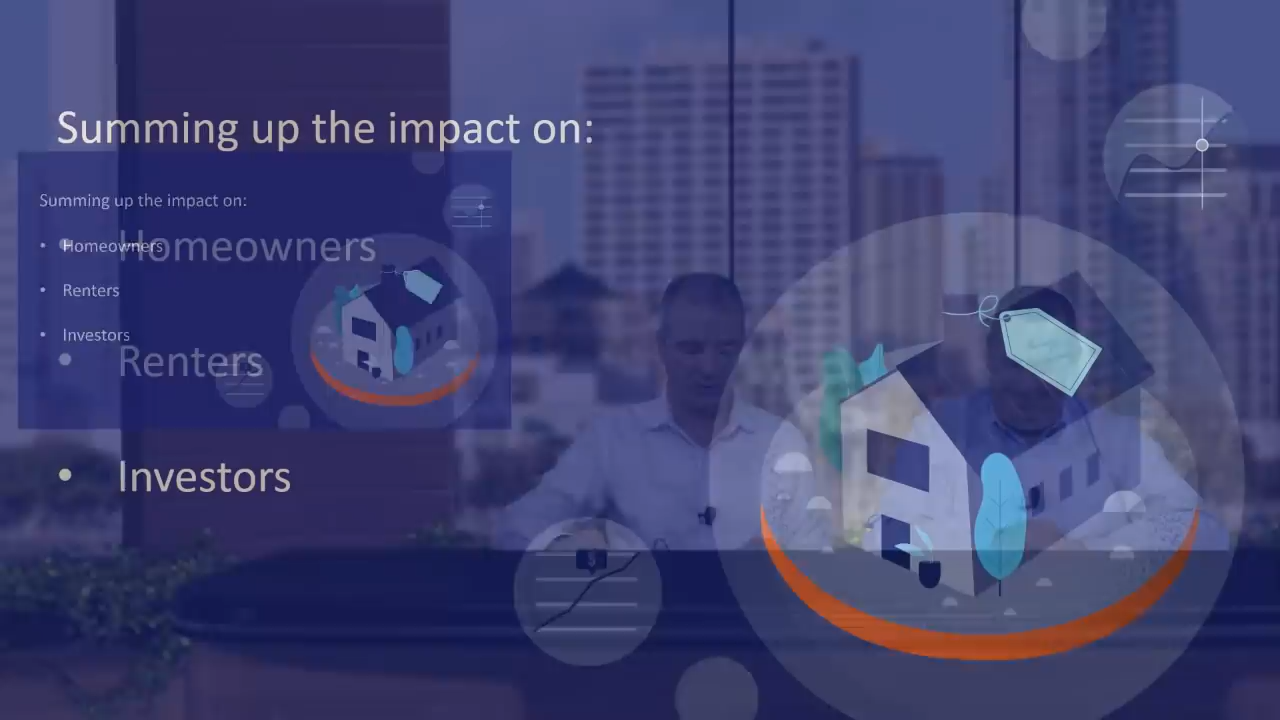 Summing up the impact on:
Homeowners
Renters
Investors
Summing up the impact on:
• Homeowners
• Renters
• Investors
$